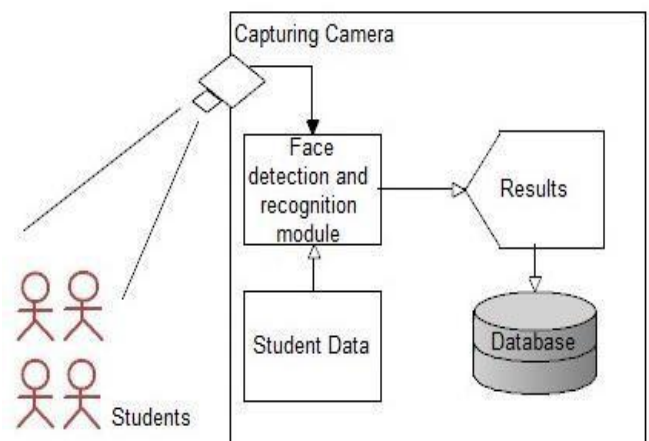 Capturing Camera
Face
detection and
recognition
module
Results
Student Data
Database
Students